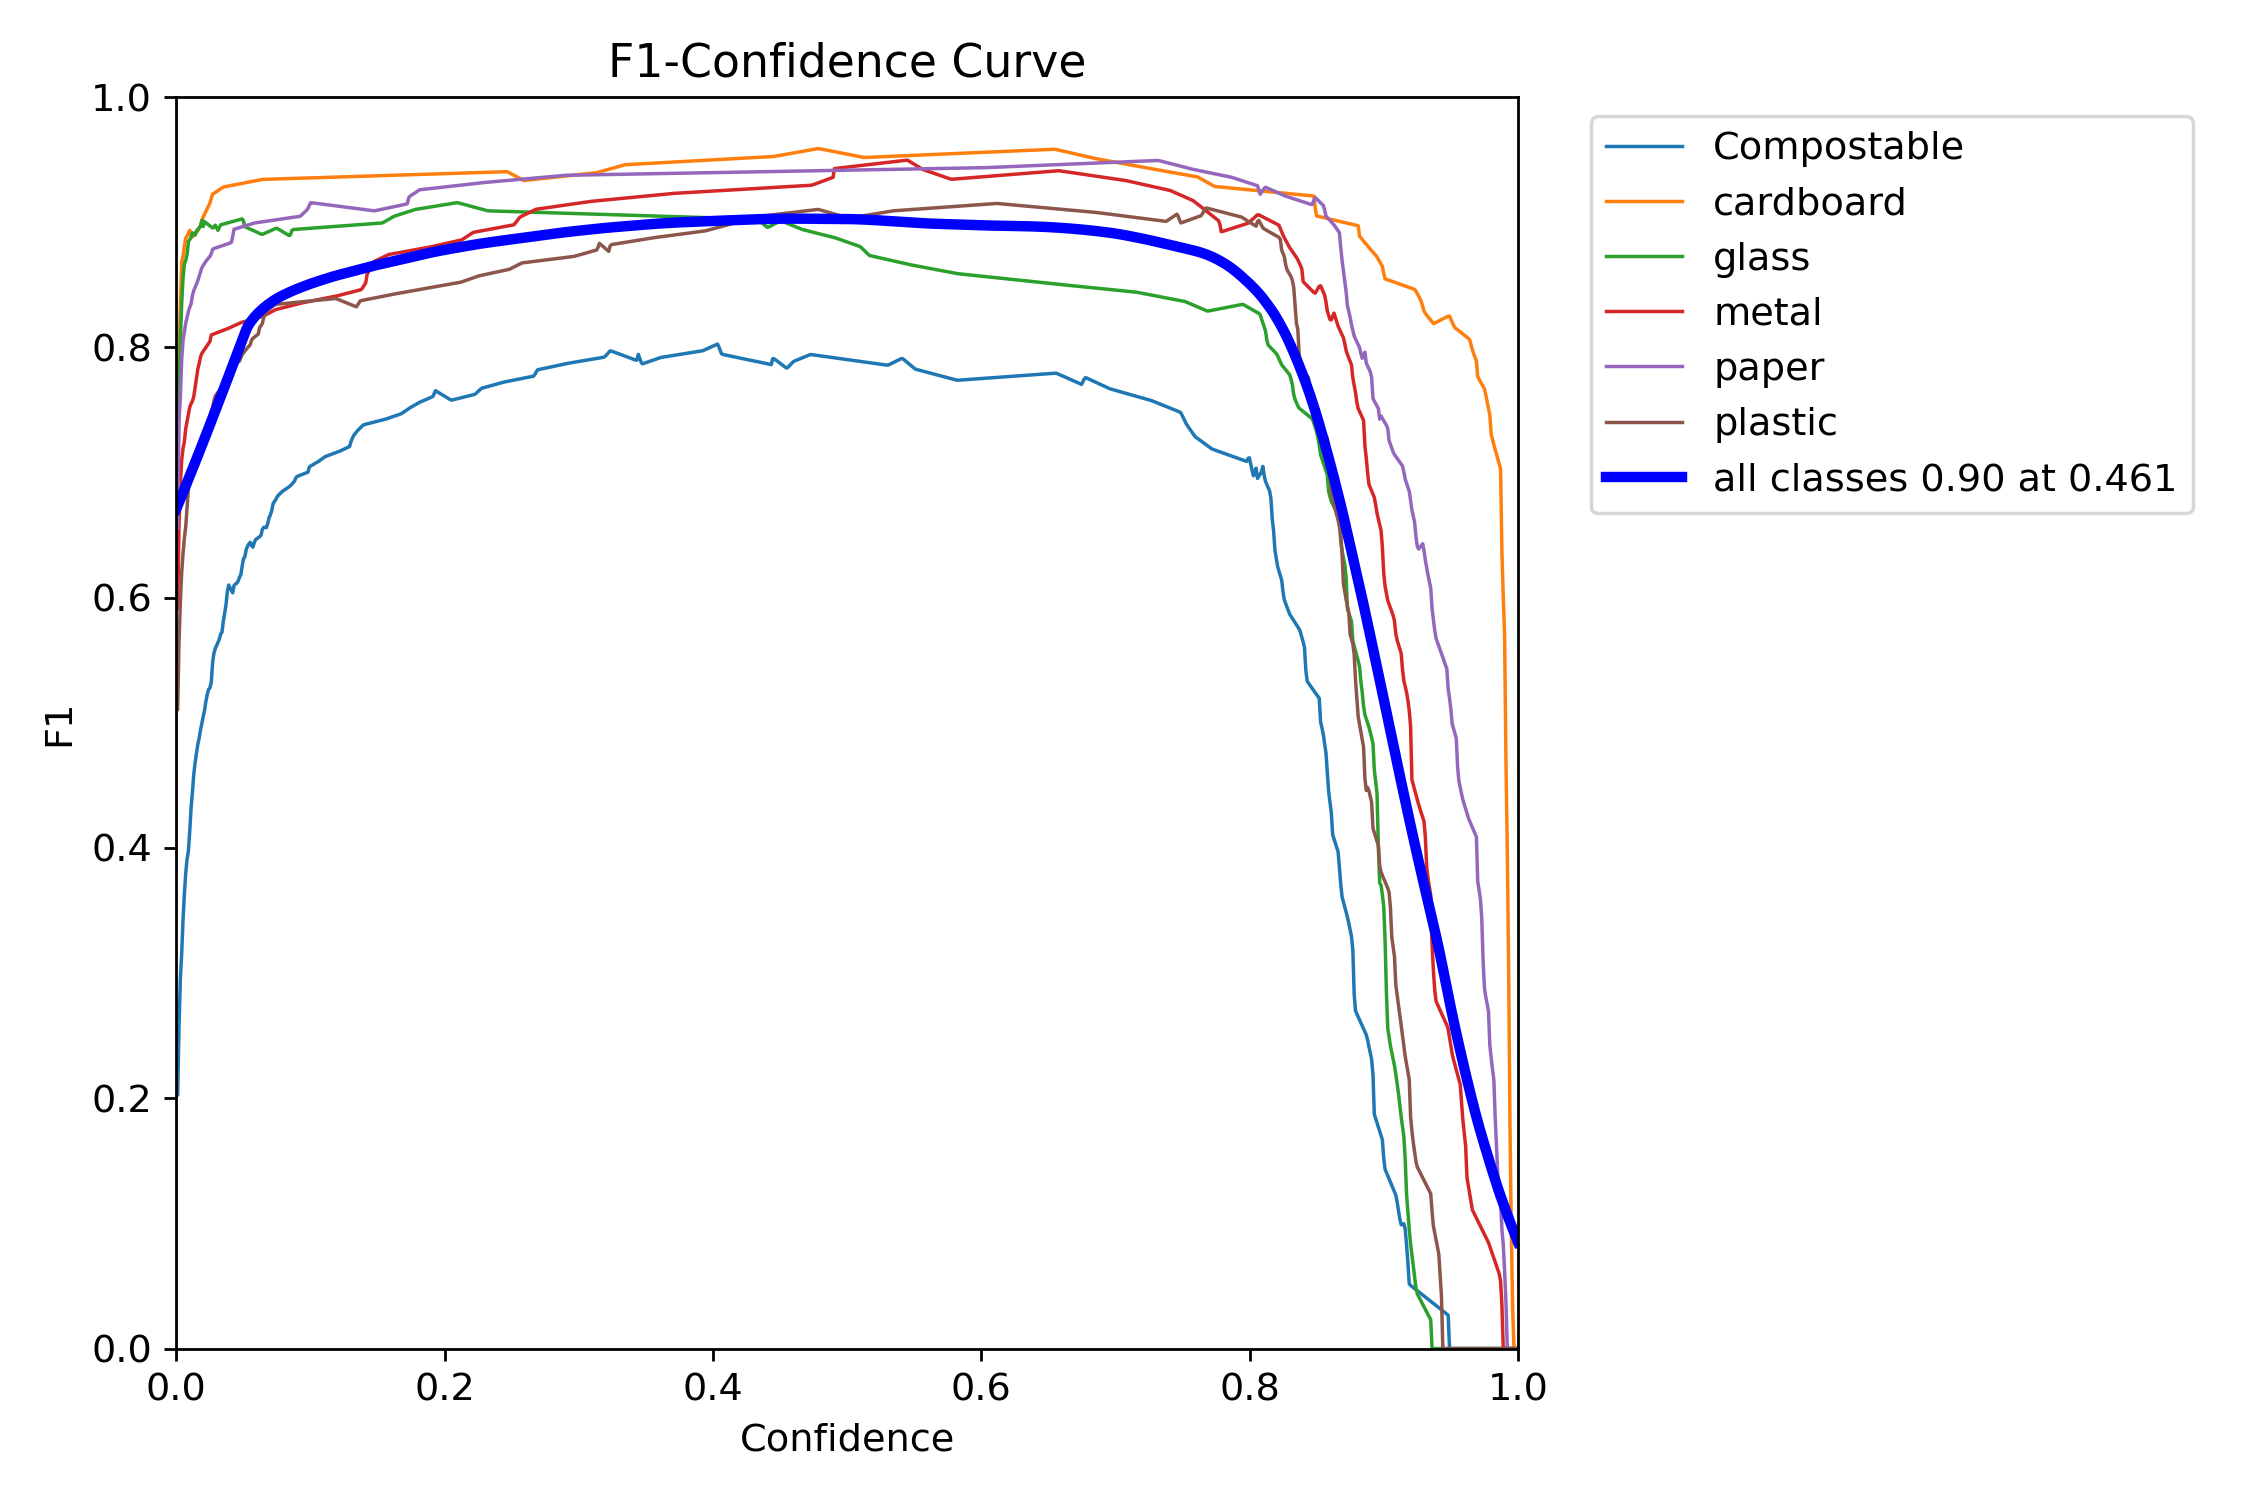 F1-Confidence Curve
1.0
0.8
0.6
0.4
0.2
0.0
F1
0.0 0.2 0.4 0.6 0.8 1.0
Confidence
Compostable
cardboard
glass
metal
paper
plastic
all classes 0.90 at 0.461